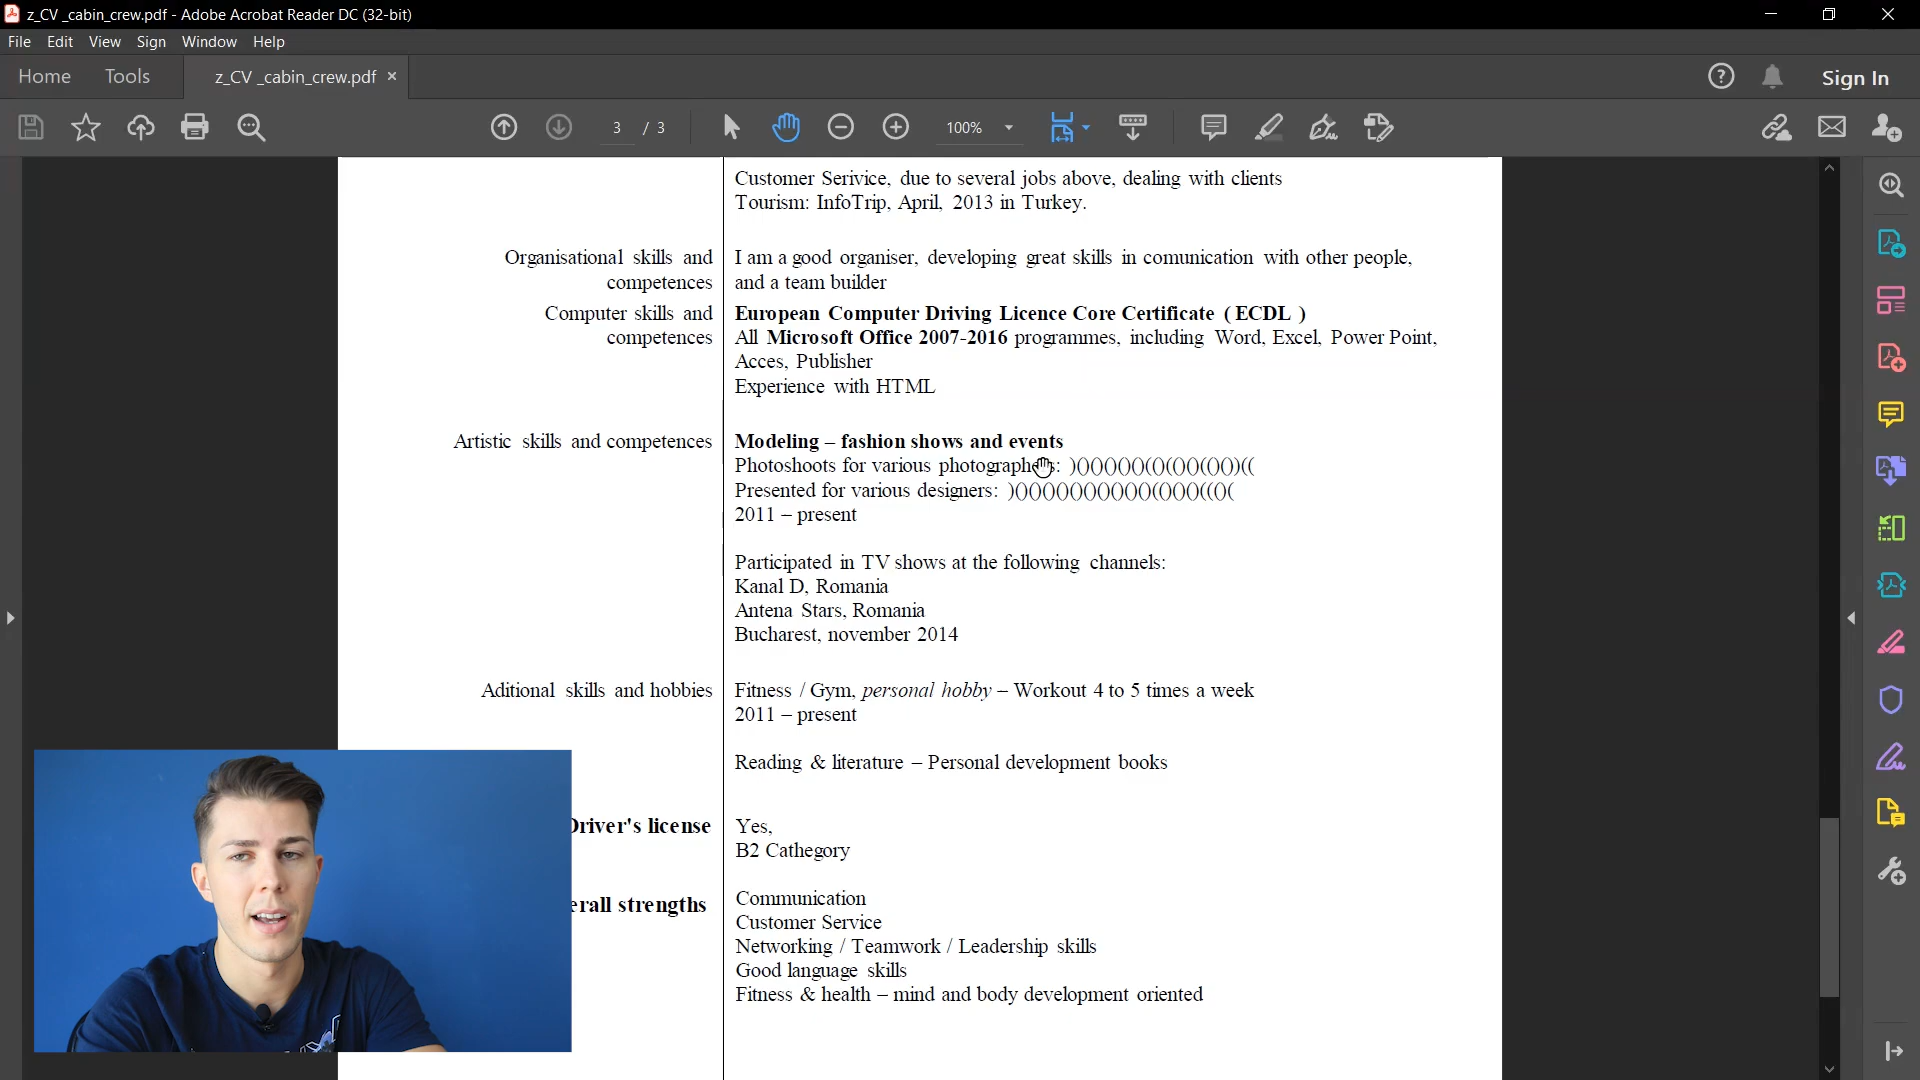 z_CV _cabin_crew.pdf - Adobe Acrobat Reader DC (32-bit)
File Edit View Sign Window Help
Home Tools z_CV _cabin_crew.pdf × Sign In
3 / 3 100%
Customer Serivice, due to several jobs above, dealing with clients
Tourism: InfoTrip, April, 2013 in Turkey.
Organisational skills and competences
I am a good organiser, developing great skills in comunication with other people,
and a team builder
Computer skills and competences
European Computer Driving Licence Core Certificate ( ECDL )
All Microsoft Office 2007-2016 programmes, including Word, Excel, Power Point,
Acces, Publisher
Experience with HTML
Artistic skills and competences
Modeling – fashion shows and events
Photoshoots for various photographers:
Presented for various designers:
2011 – present
Participated in TV shows at the following channels:
Kanal D, Romania
Antena Stars, Romania
Bucharest, november 2014
Aditional skills and hobbies
Fitness / Gym, personal hobby – Workout 4 to 5 times a week
2011 – present
Reading & literature – Personal development books
Driver's license
Yes,
B2 Cathegory
erall strengths
Communication
Customer Service
Networking / Teamwork / Leadership skills
Good language skills
Fitness & health – mind and body development oriented